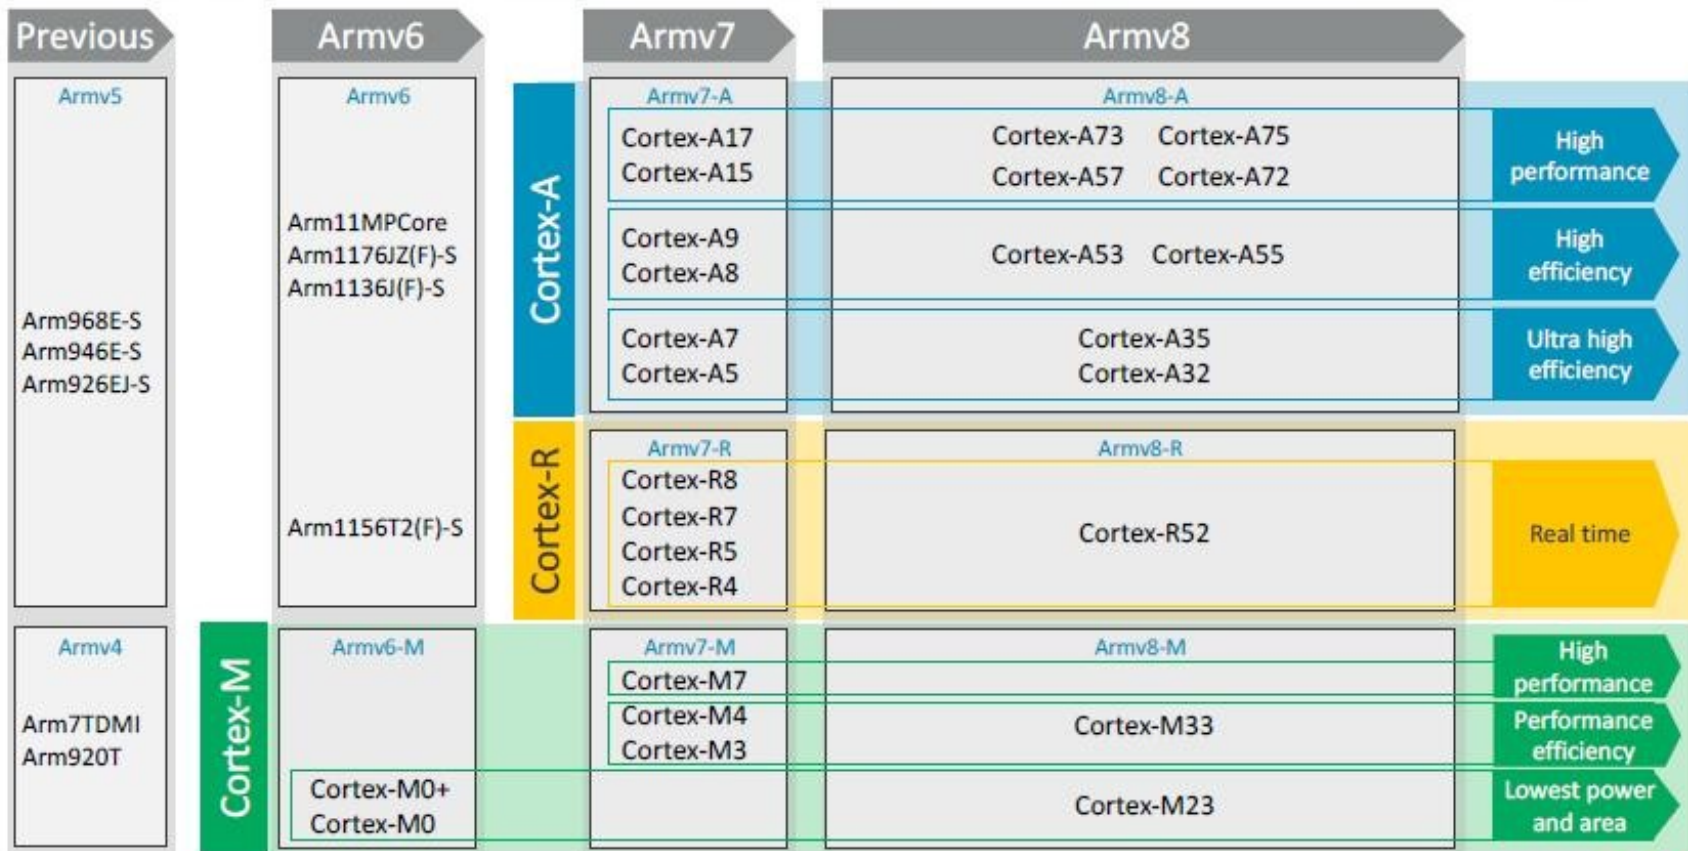 Previous
Armv6
Armv7
Armv8
Armv5
Arm968E-S
Arm946E-S
Arm926EJ-S
Armv4
Arm7TDMI
Arm920T
Armv6
Arm11MPCore
Arm1176JZ(F)-S
Arm1136J(F)-S
Arm1156T2(F)-S
Cortex-A
Armv7-A
Armv8-A
Cortex-A17
Cortex-A15
Cortex-A73 Cortex-A75
Cortex-A57 Cortex-A72
High
performance
Cortex-A9
Cortex-A8
Cortex-A53 Cortex-A55
High
efficiency
Cortex-A7
Cortex-A5
Cortex-A35
Cortex-A32
Ultra high
efficiency
Cortex-R
Armv7-R
Armv8-R
Cortex-R8
Cortex-R7
Cortex-R5
Cortex-R4
Cortex-R52
Real time
Cortex-M
Armv6-M
Armv7-M
Armv8-M
Cortex-M7
High
performance
Cortex-M4
Cortex-M3
Cortex-M33
Performance
efficiency
Cortex-M0+
Cortex-M0
Cortex-M23
Lowest power
and area